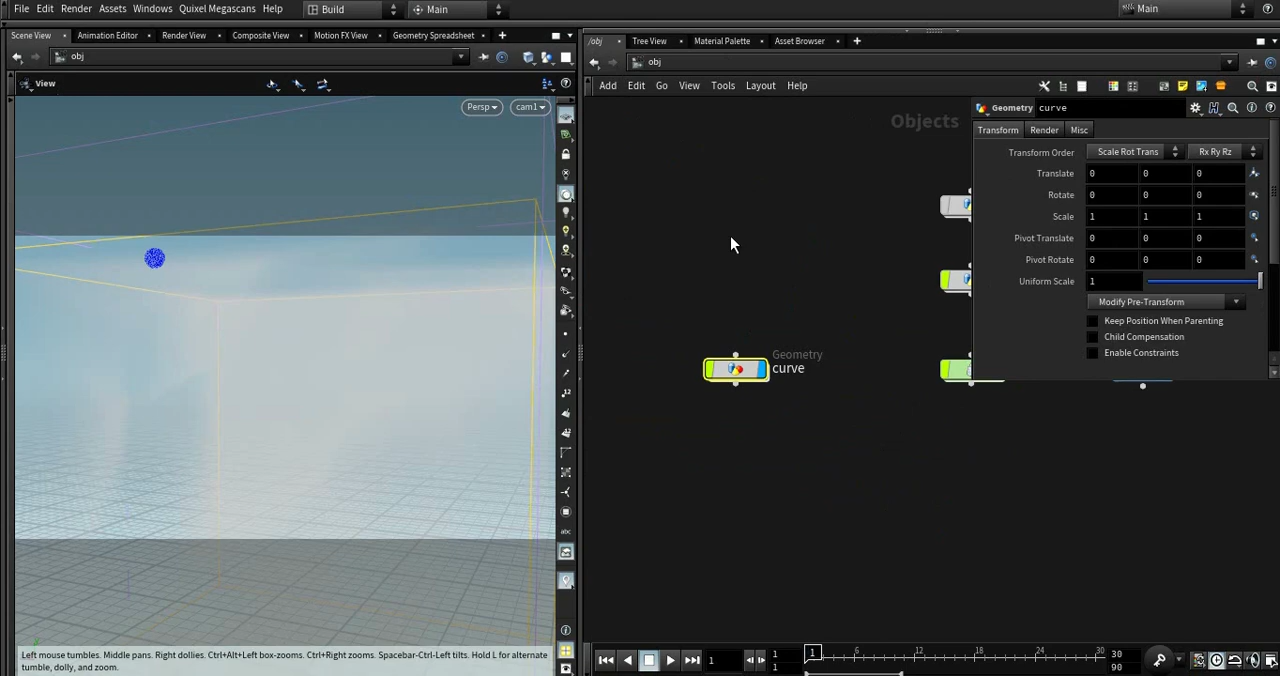 File Edit Render Assets Windows Quixel Megascans Help Build Main Main
Scene View Animation Editor Render View Composite View Motion FX View Geometry Spreadsheet
/obj Tree View Material Palette Asset Browser
obj
obj
View
Add Edit Go View Tools Layout Help
Persp cam1
Objects
Geometry curve
Transform Render Misc
Transform Order Scale Rot Trans Rx Ry Rz
Translate 0 0 0
Rotate 0 0 0
Scale 1 1 1
Pivot Translate 0 0 0
Pivot Rotate 0 0 0
Uniform Scale 1
Modify Pre-Transform
Keep Position When Parenting
Child Compensation
Enable Constraints
Geometry
curve
12
abc
Left mouse tumbles. Middle pans. Right dollies. Ctrl+Alt+Left box-zooms. Ctrl+Right zooms. Spacebar-Ctrl-Left tilts. Hold L for alternate
tumble, dolly, and zoom.
1 1 1 6 12 18 24 30 30
1 90